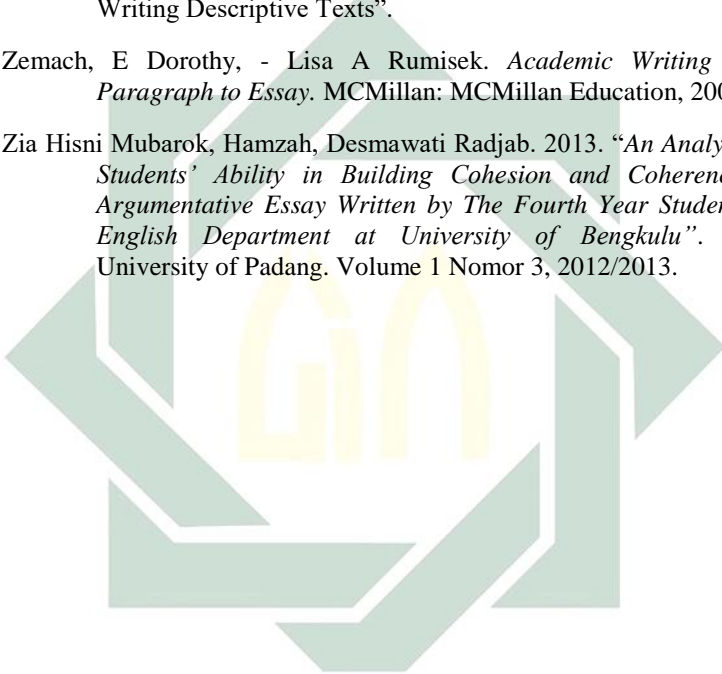 Writing Descriptive Texts”.
Zemach, E Dorothy, - Lisa A Rumisek. Academic Writing
Paragraph to Essay. MCMillan: MCMillan Education, 200
Zia Hisni Mubarok, Hamzah, Desmawati Radjab. 2013. “An Analy
Students’ Ability in Building Cohesion and Coheren
Argumentative Essay Written by The Fourth Year Studen
English Department at University of Bengkulu”.
University of Padang. Volume 1 Nomor 3, 2012/2013.